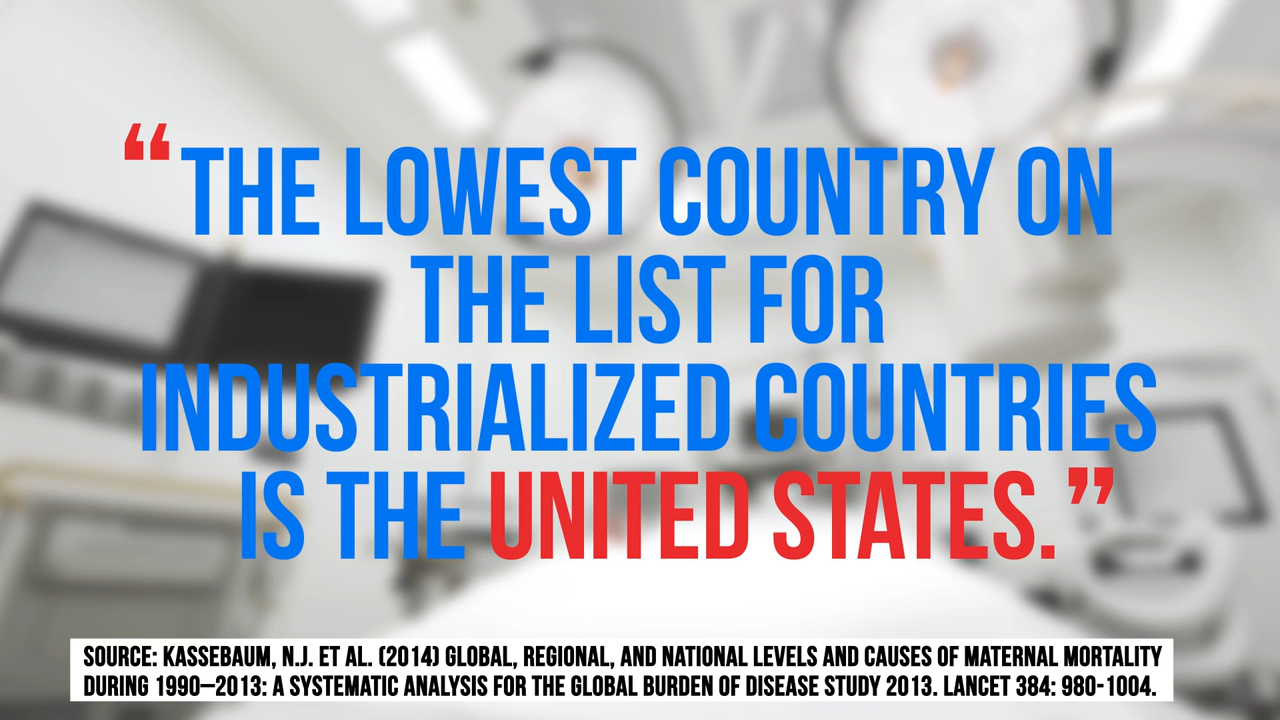 “THE LOWEST COUNTRY ON
THE LIST FOR
INDUSTRIALIZED COUNTRIES
IS THE UNITED STATES.”
SOURCE: KASSEBAUM, N.J. ET AL. (2014) GLOBAL, REGIONAL, AND NATIONAL LEVELS AND CAUSES OF MATERNAL MORTALITY
DURING 1990–2013: A SYSTEMATIC ANALYSIS FOR THE GLOBAL BURDEN OF DISEASE STUDY 2013. LANCET 384: 980-1004.